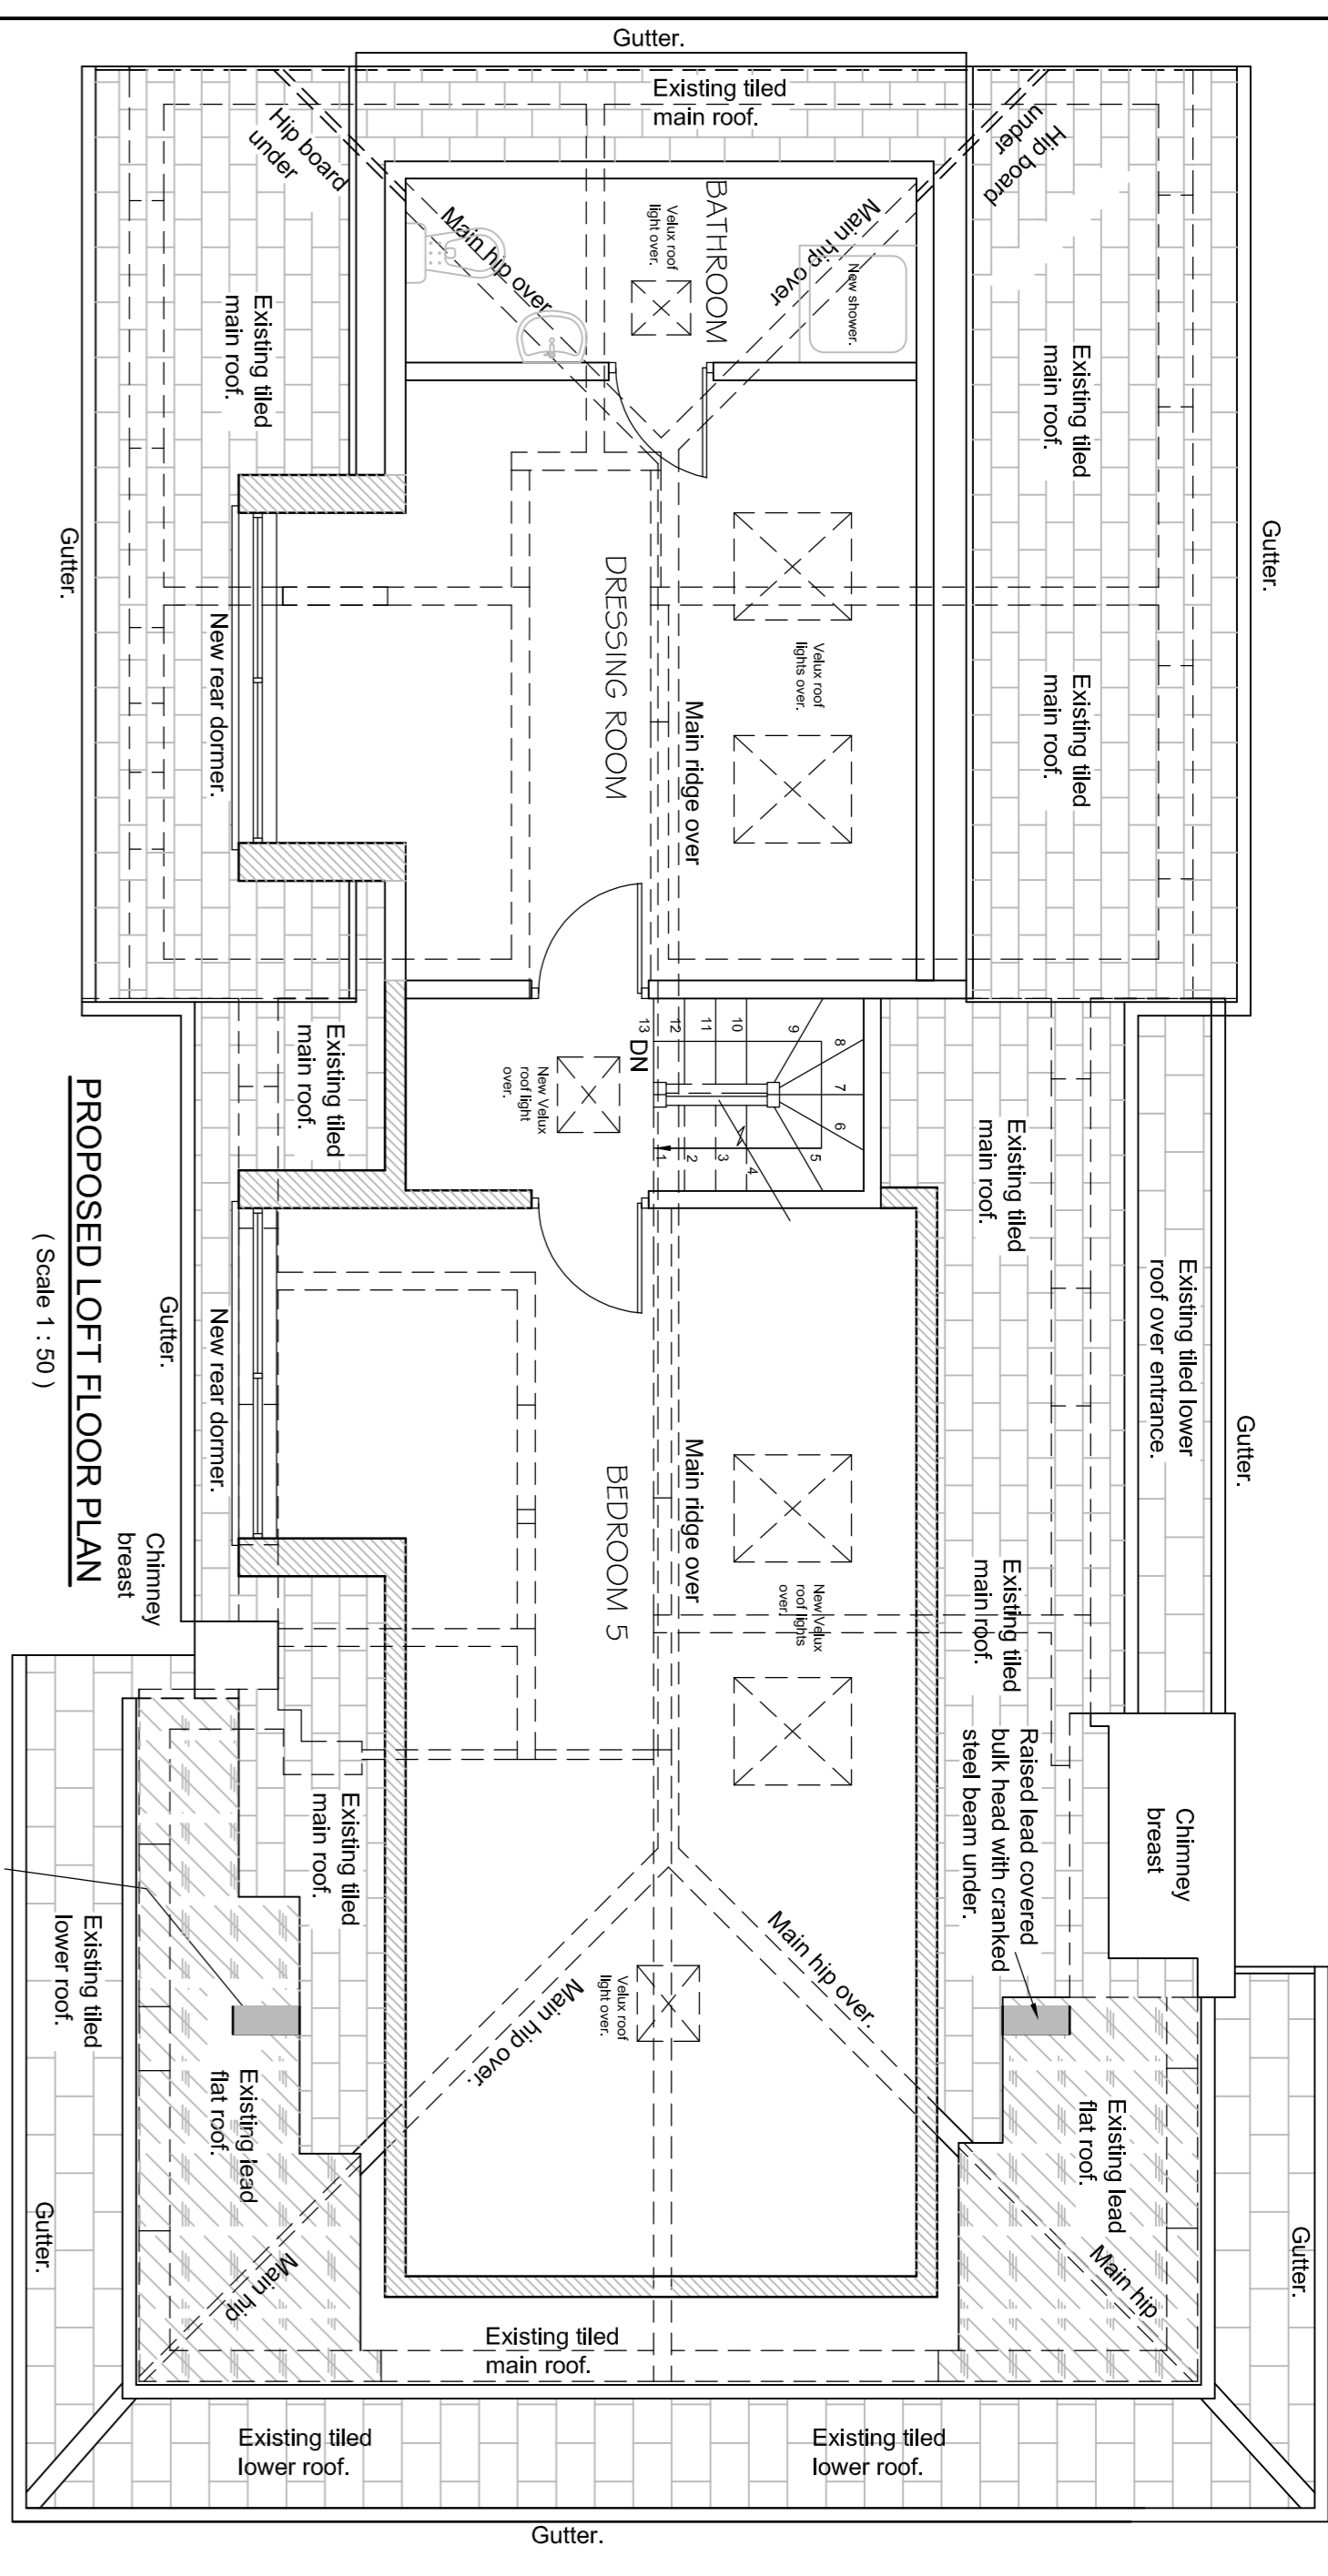 Gutter.
Existing tiled
main roof.
Hip board
under
Hip board
under
Main hip over
Main hip over
BATHROOM
Velux roof
light over.
New shower.
Existing tiled
main roof.
Existing tiled
main roof.
Existing tiled
main roof.
Gutter.
Gutter.
DRESSING ROOM
Velux roof
lights over.
Main ridge over
New rear dormer.
Existing tiled
main roof.
13
12
11
10
9
8
7
6
5
4
3
2
1
DN
New Velux
roof light
over.
Existing tiled
main roof.
Existing tiled lower
roof over entrance.
Gutter.
PROPOSED LOFT FLOOR PLAN
( Scale 1 : 50 )
Gutter.
New rear dormer.
Chimney
breast
BEDROOM 5
Main ridge over
New Velux
roof lights
over.
Existing tiled
main roof.
Raised lead covered
bulk head with cranked
steel beam under.
Chimney
breast
Existing tiled
main roof.
Main hip over.
Main hip over.
Velux roof
light over.
Existing tiled
lower roof.
Existing lead
flat roof.
Existing lead
flat roof.
Gutter.
Gutter.
Main hip
Main hip
Existing tiled
main roof.
Existing tiled
lower roof.
Existing tiled
lower roof.
Gutter.